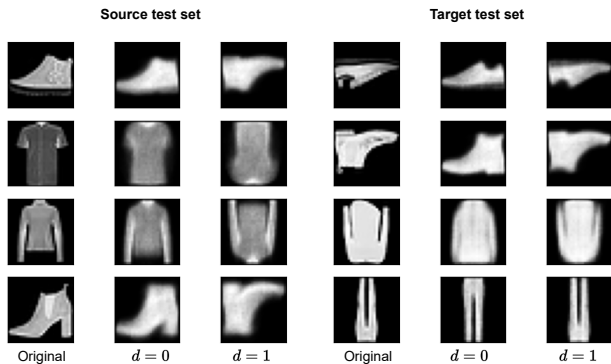 Source test set Target test set
Original d = 0 d = 1 Original d = 0 d = 1